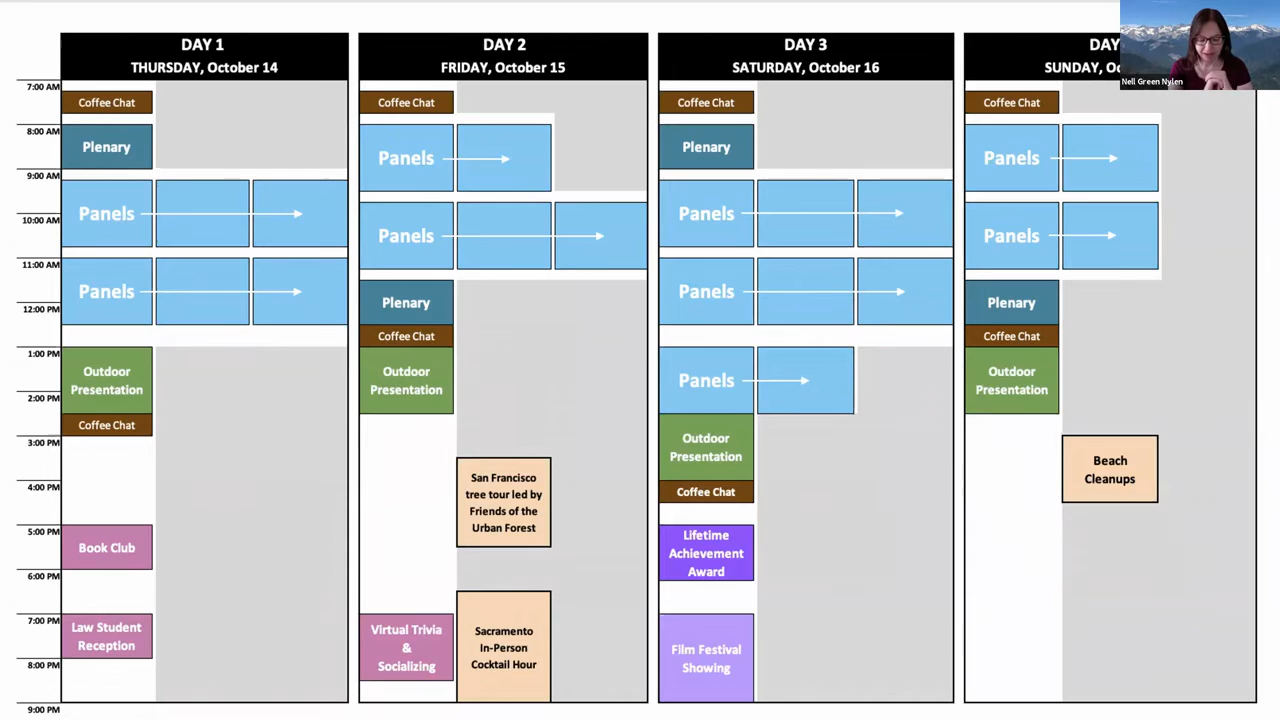 DAY 1
THURSDAY, October 14
DAY 2
FRIDAY, October 15
DAY 3
SATURDAY, October 16
DAY
SUNDAY,
Nell Green Nylen
7:00 AM
8:00 AM
9:00 AM
10:00 AM
11:00 AM
12:00 PM
1:00 PM
2:00 PM
3:00 PM
4:00 PM
5:00 PM
6:00 PM
7:00 PM
8:00 PM
9:00 PM
Coffee Chat
Plenary
Panels
Panels
Outdoor
Presentation
Coffee Chat
Book Club
Law Student
Reception
Coffee Chat
Panels
Panels
Plenary
Coffee Chat
Outdoor
Presentation
San Francisco
tree tour led by
Friends of the
Urban Forest
Virtual Trivia
&
Socializing
Sacramento
In-Person
Cocktail Hour
Coffee Chat
Plenary
Panels
Panels
Panels
Outdoor
Presentation
Coffee Chat
Lifetime
Achievement
Award
Film Festival
Showing
Coffee Chat
Panels
Panels
Plenary
Coffee Chat
Outdoor
Presentation
Beach
Cleanups